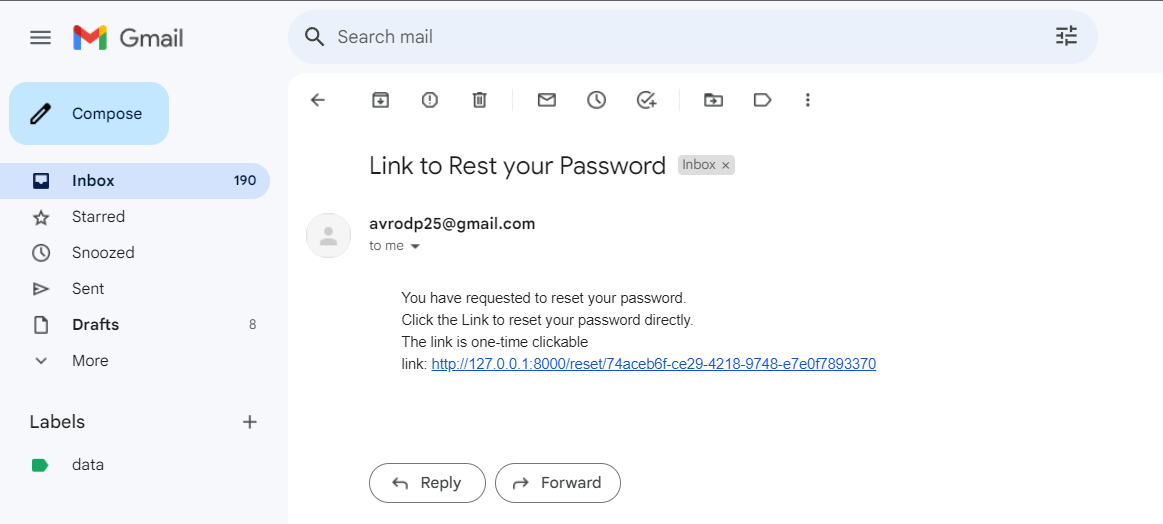 Gmail
Search mail
Compose
Inbox 190
Starred
Snoozed
Sent
Drafts 8
More
Labels
data
Link to Rest your Password Inbox ×
avrodp25@gmail.com
to me
You have requested to reset your password.
Click the Link to reset your password directly.
The link is one-time clickable
link: http://127.0.0.1:8000/reset/74aceb6f-ce29-4218-9748-e7e0f7893370
Reply Forward